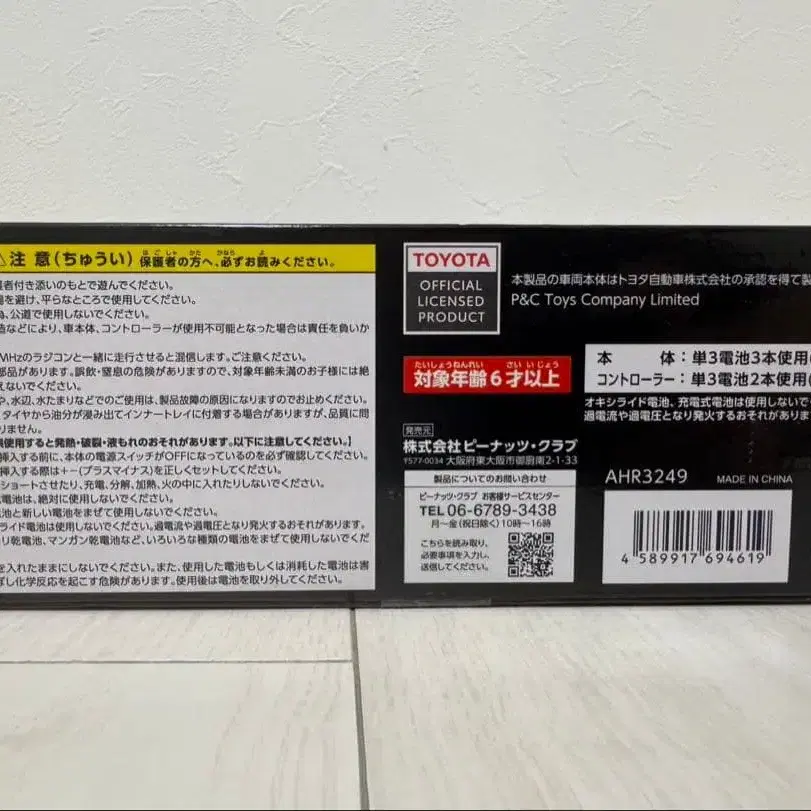 ⚠注意(ちゅうい) 保護者の方へ、必ずお読みください。
者付き添いのもとで遊んでください。
を避け、平らなところで使用してください。
、公道で使用しないでください。
などにより、車本体、コントローラーが使用不可能となった場合は責任を負いか
MHzのラジコンと一緒に走行させると混信します。ご注意ください。
部品があります。誤飲・窒息の危険がありますので、対象年齢未満のお子様には絶
えないでください。
や、水辺、水たまりなどでのご使用は、製品故障の原因になりますのでお止めください。
タイヤから油分が浸み出てインナートレイに付着する場合がありますが、品質に問
りません。
使用すると発熱・破裂・液もれのおそれがあります。以下に注意してください。】
挿入する前に、本体の電源スイッチがOFFになっているのを必ず確認してください。
挿入する際は+-(プラスマイナス)を正しくセットしてください。
ショートさせたり、充電、分解、加熱、火の中に入れたりしないでください。
電池は、絶対に使用しないでください。
電池と新しい電池をまぜて使用しないでください。
ライド電池は使用しないでください。過電流や過電圧となり発火するおそれがあります。
リ乾電池、マンガン乾電池など、いろいろな種類の電池をまぜて使用しないでくだ
を入れたままにしないでください。また、使用した電池もしくは消耗した電池は害
ぼし化学反応を起こす危険があります。使用後は電池を取り外してください。
TOYOTA
OFFICIAL
LICENSED
PRODUCT
本製品の車両本体はトヨタ自動車株式会社の承認を得て製
P&C Toys Company Limited
たいしょうねんれい さいいじょう
対象年齢6才以上
本 体:単3電池3本使用(
コントローラー:単3電池2本使用(
オキシライド電池、充電式電池は使用しないで
過電流や過電圧となり発火するおそれがありま
発売元
株式会社ピーナッツ・クラブ
〒577-0034 大阪府東大阪市御厨南2-1-33
製品についてのお問い合わせ
ピーナッツ・クラブ お客様サービスセンター
TEL 06-6789-3438
月〜金(祝日除く)10時〜16時
こちらを読み取り、
必要事項を入力し、
送信してください。
AHR3249
MADE IN CHINA
4 589917 694619